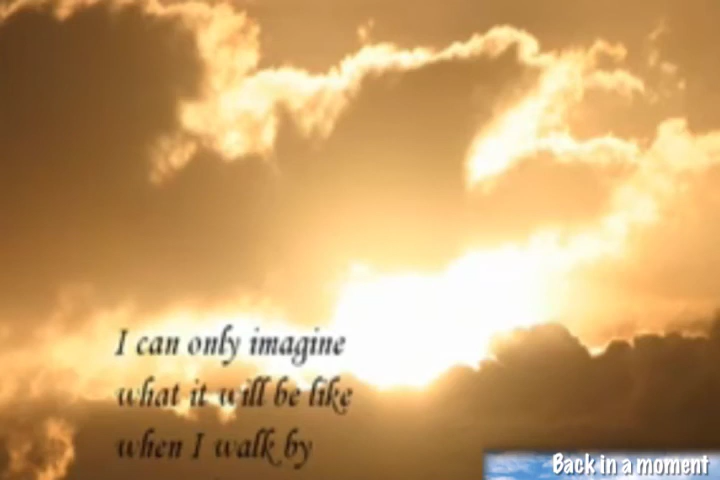 I can only imagine
what it will be like
when I walk by
Back in a moment